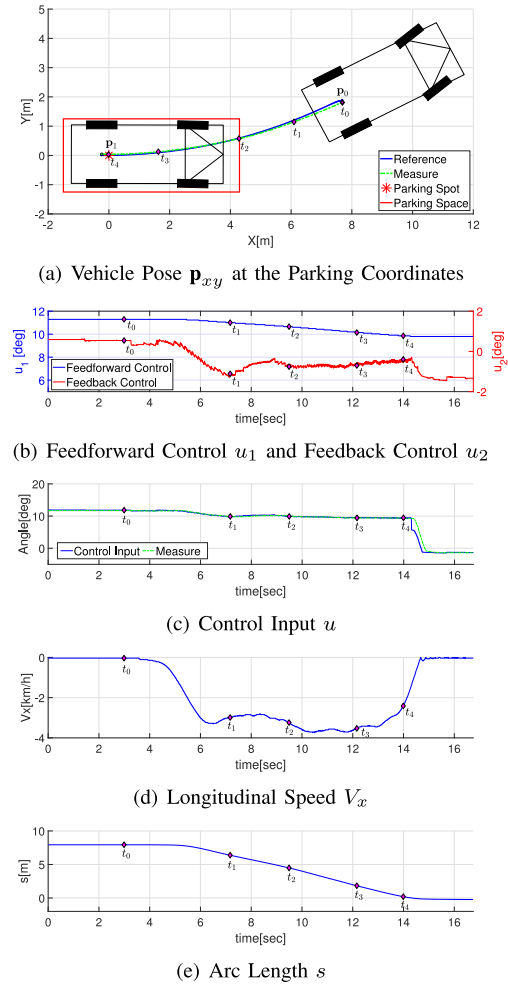 5
4
3
2
1
0
-1
-2
Y[m]
p₁
t₄
t₃
t₂
t₁
p₀
t₀
Reference
Measure
Parking Spot
Parking Space
-2 0 2 4 6 8 10 12
X[m]
(a) Vehicle Pose p_xy at the Parking Coordinates
12
10
8
6
u₁ [deg]
2
0
-2
u₂[deg]
t₀ t₁ t₂ t₃ t₄
t₀ t₁ t₂ t₃ t₄
Feedforward Control
Feedback Control
0 2 4 6 8 10 12 14 16
time[sec]
(b) Feedforward Control u₁ and Feedback Control u₂
20
10
0
Angle[deg]
t₀ t₁ t₂ t₃ t₄
Control Input Measure
0 2 4 6 8 10 12 14 16
time[sec]
(c) Control Input u
0
-2
-4
Vx[km/h]
t₀ t₁ t₂ t₃ t₄
0 2 4 6 8 10 12 14 16
time[sec]
(d) Longitudinal Speed Vₓ
10
5
0
s[m]
t₀ t₁ t₂ t₃ t₄
0 2 4 6 8 10 12 14 16
time[sec]
(e) Arc Length s